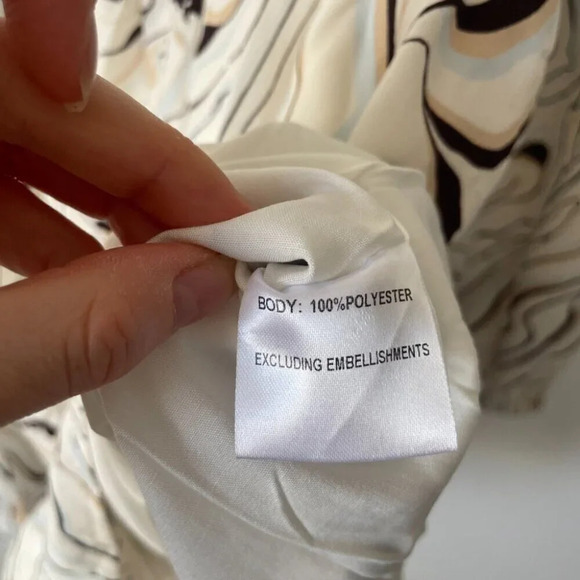 BODY: 100%POLYESTER
EXCLUDING EMBELLISHMENTS